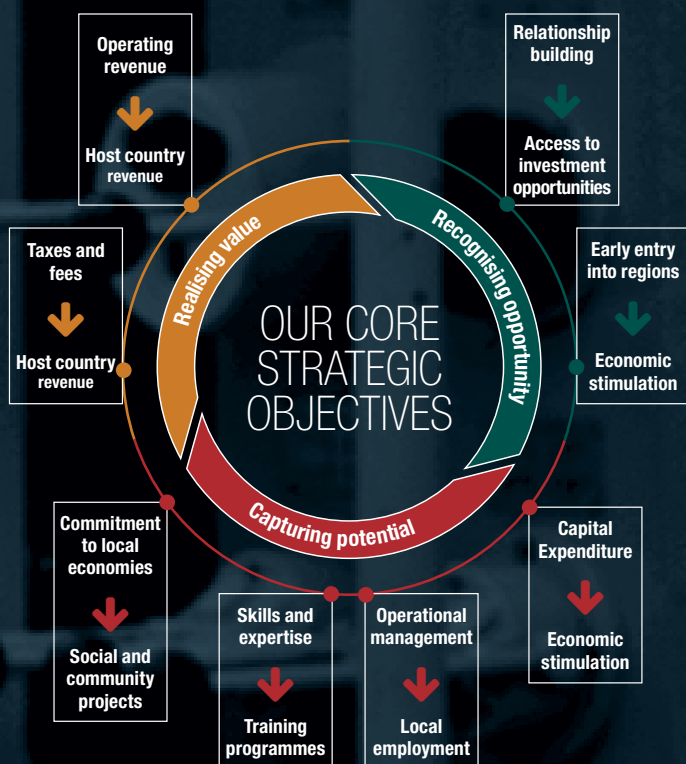 OUR CORE
STRATEGIC
OBJECTIVES
Recognising opportunity
Relationship
building
Access to
investment
opportunities
Early entry
into regions
Economic
stimulation
Capturing potential
Capital
Expenditure
Economic
stimulation
Operational
management
Local
employment
Skills and
expertise
Training
programmes
Commitment
to local
economies
Social and
community
projects
Realising value
Taxes and
fees
Host country
revenue
Operating
revenue
Host country
revenue